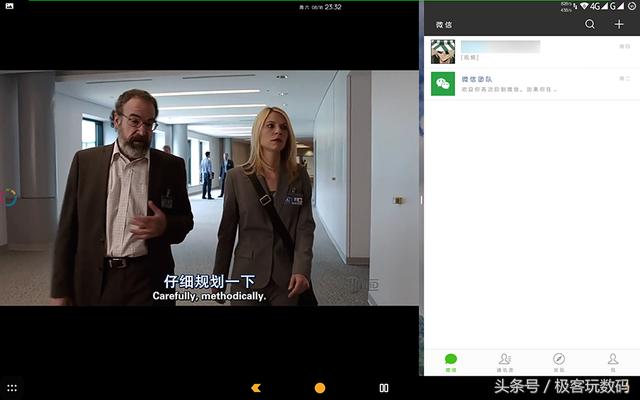 周六 08/16 23:32
4G
G
微信
周四
[视频]
微信团队
周二
欢迎你再次回到微信。如果你在...
仔细规划一下
Carefully, methodically.
微信
通讯录
发现
我
头条号／极客玩数码